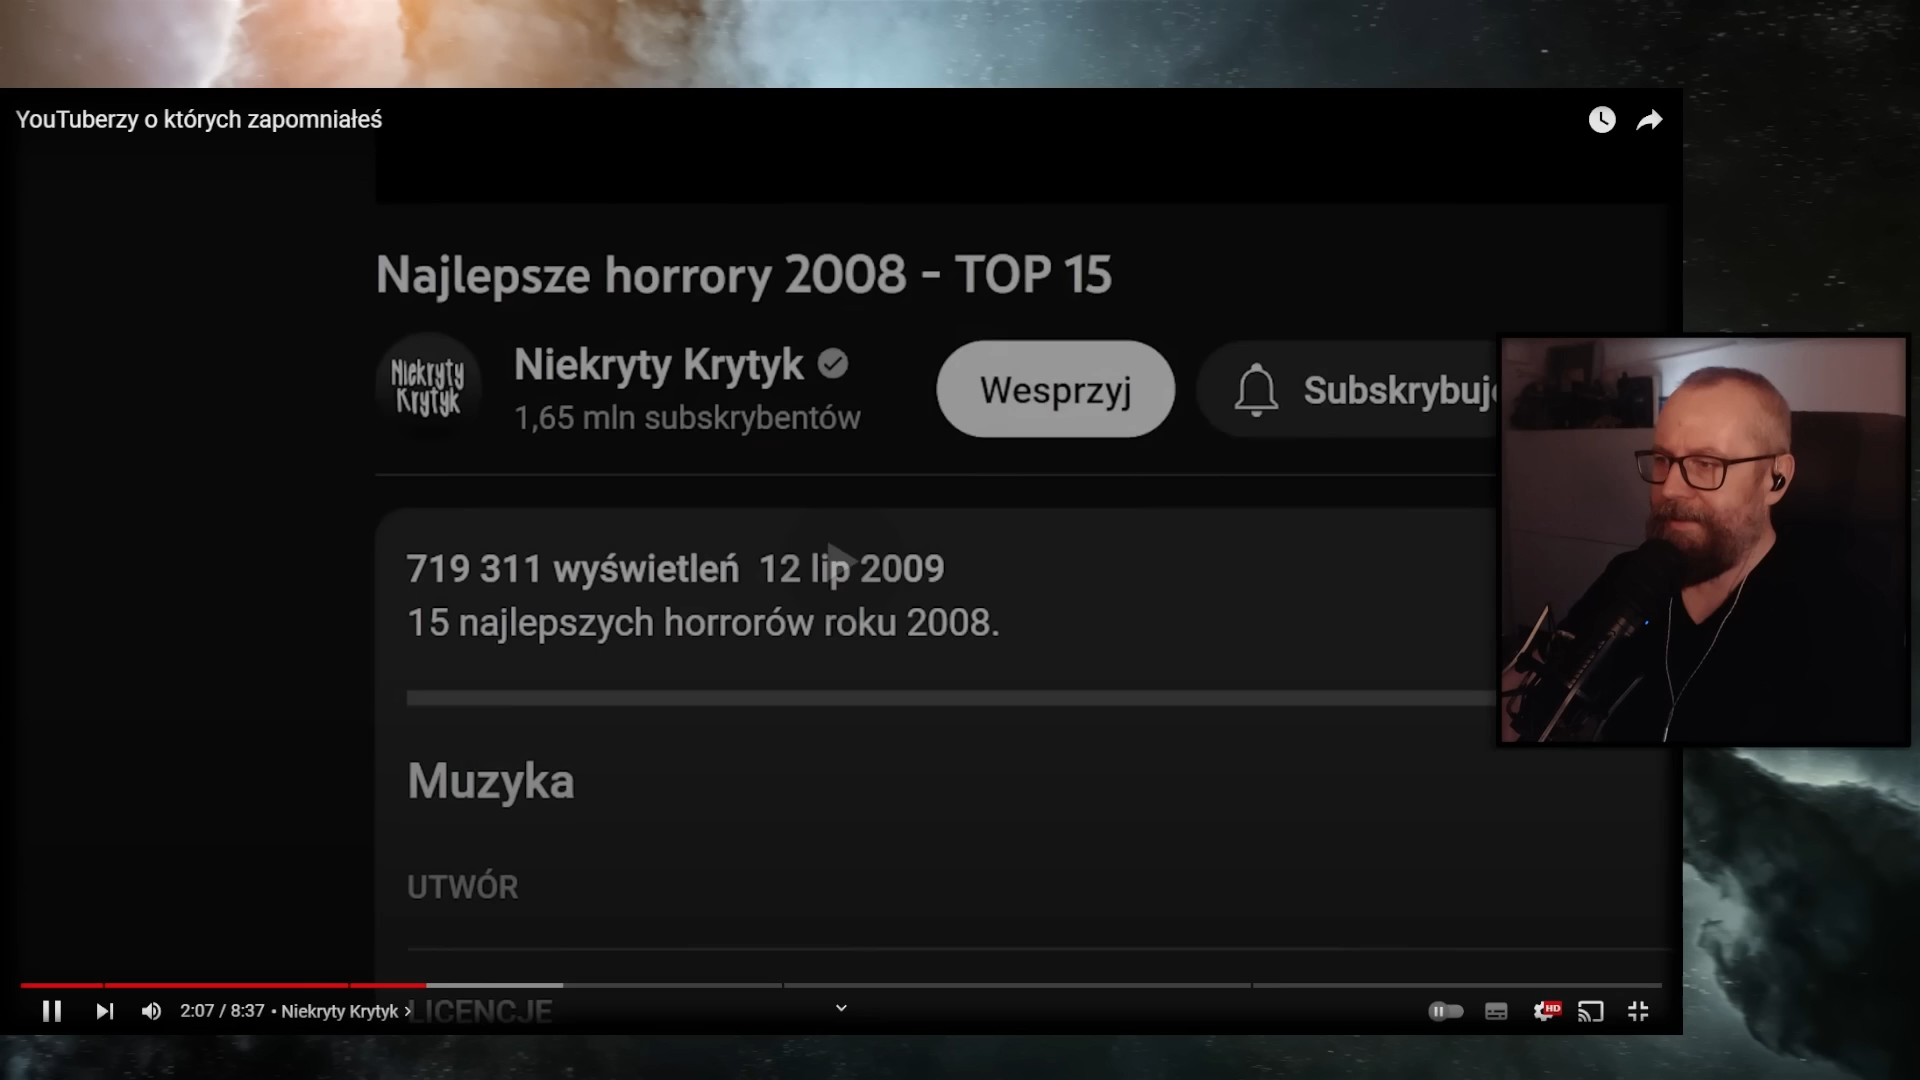 YouTuberzy o których zapomniałeś
Najlepsze horrory 2008 - TOP 15
Niekryty Krytyk
Niekryty Krytyk
1,65 mln subskrybentów
Wesprzyj
Subskrybuj
719 311 wyświetleń 12 lip 2009
15 najlepszych horrorów roku 2008.
Muzyka
UTWÓR
LICENCJE
2:07 / 8:37 • Niekryty Krytyk
HD